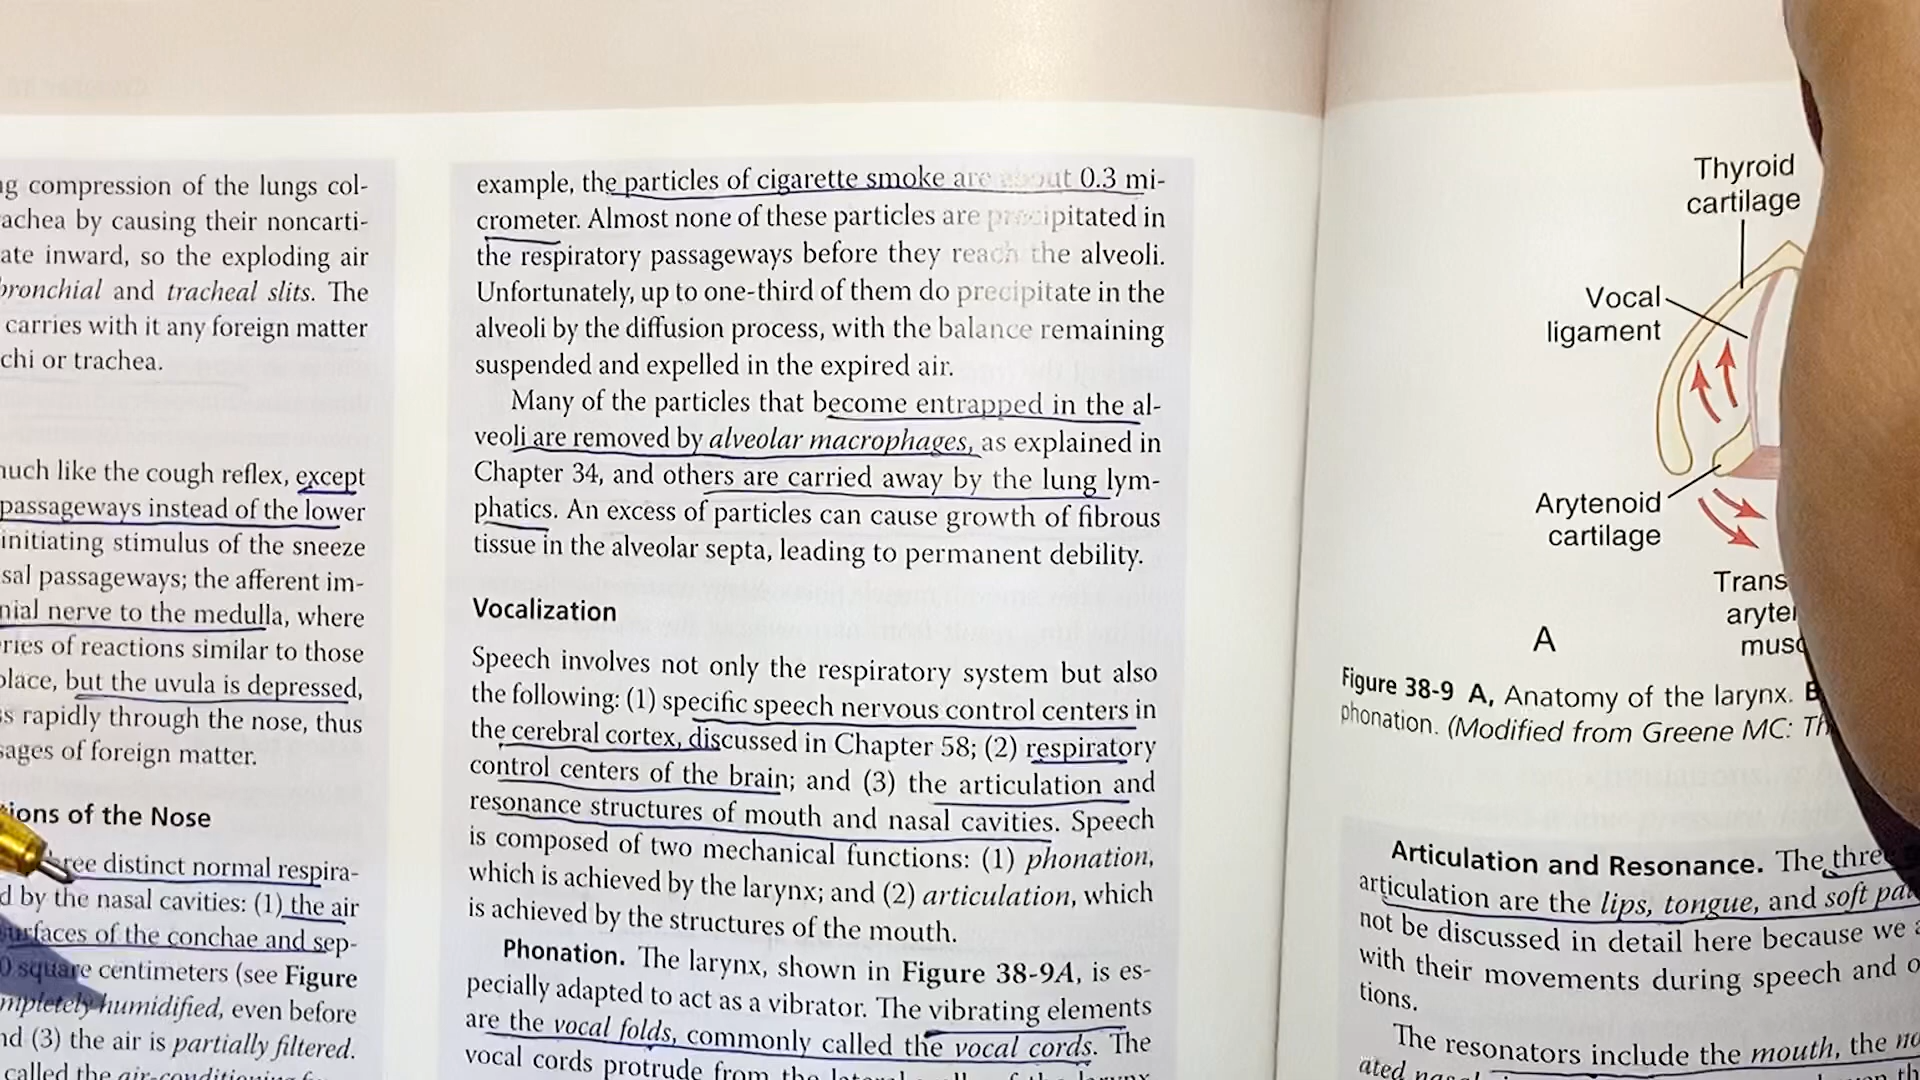 compression of the lungs col-
by causing their noncarti-
inward, so the exploding air
bronchial and tracheal slits. The
carries with it any foreign matter
or trachea.
like the cough reflex, except
passageways instead of the lower
initiating stimulus of the sneeze
passageways; the afferent im-
nerve to the medulla, where
of reactions similar to those
place, but the uvula is depressed,
rapidly through the nose, thus
of foreign matter.
of the Nose
distinct normal respira-
by the nasal cavities: (1) the air
surfaces of the conchae and sep-
square centimeters (see Figure
humidified, even before
(3) the air is partially filtered.
called the air-conditioning
example, the particles of cigarette smoke are about 0.3 mi-
crometer. Almost none of these particles are precipitated in
the respiratory passageways before they reach the alveoli.
Unfortunately, up to one-third of them do precipitate in the
alveoli by the diffusion process, with the balance remaining
suspended and expelled in the expired air.
Many of the particles that become entrapped in the al-
veoli are removed by alveolar macrophages, as explained in
Chapter 34, and others are carried away by the lung lym-
phatics. An excess of particles can cause growth of fibrous
tissue in the alveolar septa, leading to permanent debility.
Vocalization
Speech involves not only the respiratory system but also
the following: (1) specific speech nervous control centers in
the cerebral cortex, discussed in Chapter 58; (2) respiratory
control centers of the brain; and (3) the articulation and
resonance structures of mouth and nasal cavities. Speech
is composed of two mechanical functions: (1) phonation,
which is achieved by the larynx; and (2) articulation, which
is achieved by the structures of the mouth.
Phonation. The larynx, shown in Figure 38-9A, is es-
pecially adapted to act as a vibrator. The vibrating elements
are the vocal folds, commonly called the vocal cords. The
vocal cords protrude from the
Thyroid
cartilage
Vocal
ligament
Arytenoid
cartilage
Trans
A
Figure 38-9 A, Anatomy of the larynx. B
phonation. (Modified from Greene MC: Th
Articulation and Resonance. The three
articulation are the lips, tongue, and soft
not be discussed in detail here because we
with their movements during speech and
tions.
The resonators include the mouth, the